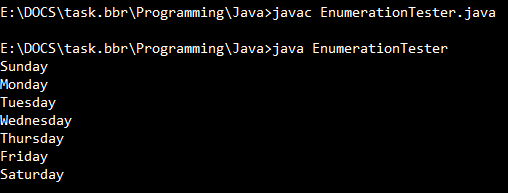 E:\DOCS\task.bbr\Programming\Java>javac EnumerationTester.java
E:\DOCS\task.bbr\Programming\Java>java EnumerationTester
Sunday
Monday
Tuesday
Wednesday
Thursday
Friday
Saturday